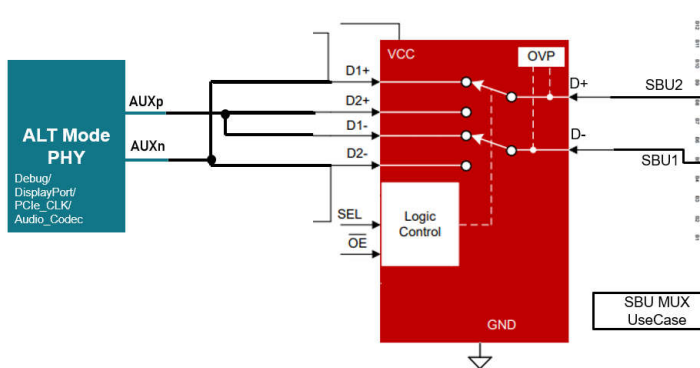 VCC
OVP
D1+
D+
SBU2
AUXp
D2+
D1-
D-
ALT Mode
PHY
AUXn
D2-
SBU1
Debug/
DisplayPort/
PCIe_CLK/
Audio_Codec
SEL
Logic
Control
OE
SBU MUX
UseCase
GND